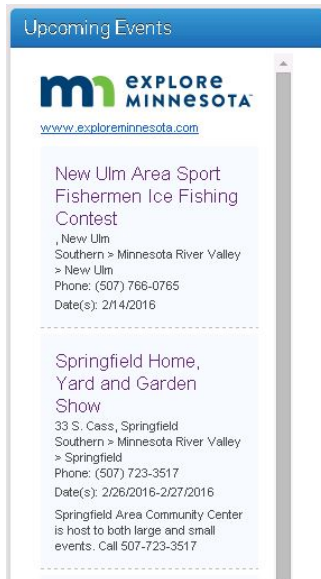 Upcoming Events
mn EXPLORE
MINNESOTA
www.exploreminnesota.com
New Ulm Area Sport
Fishermen Ice Fishing
Contest
, New Ulm
Southern > Minnesota River Valley
> New Ulm
Phone: (507) 766-0765
Date(s): 2/14/2016
Springfield Home,
Yard and Garden
Show
33 S. Cass, Springfield
Southern > Minnesota River Valley
> Springfield
Phone: (507) 723-3517
Date(s): 2/26/2016-2/27/2016
Springfield Area Community Center
is host to both large and small
events. Call 507-723-3517